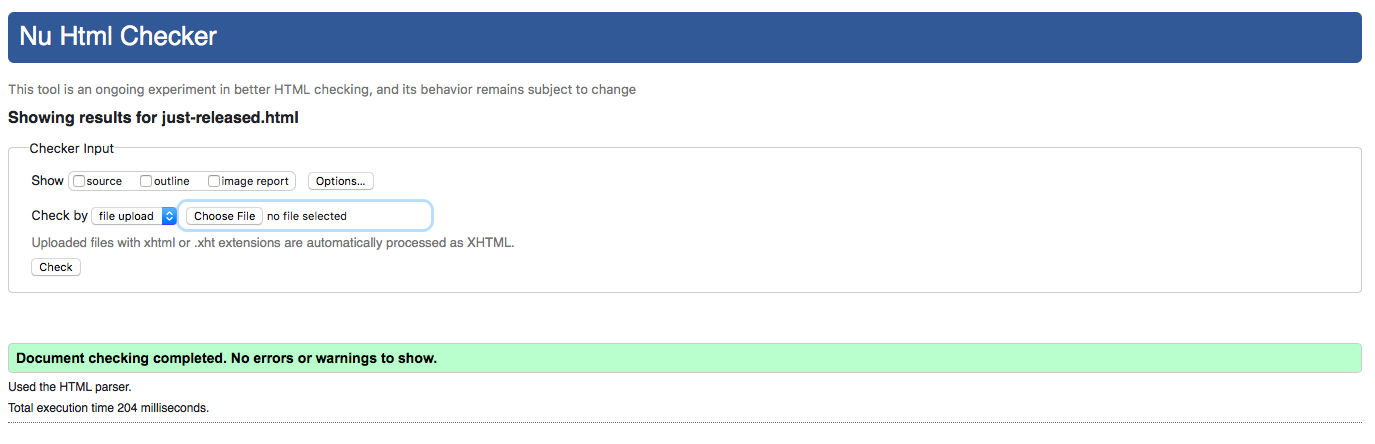 Nu Html Checker
This tool is an ongoing experiment in better HTML checking, and its behavior remains subject to change
Showing results for just-released.html
Checker Input
Show source outline image report Options...
Check by file upload Choose File no file selected
Uploaded files with xhtml or .xht extensions are automatically processed as XHTML.
Check
Document checking completed. No errors or warnings to show.
Used the HTML parser.
Total execution time 204 milliseconds.